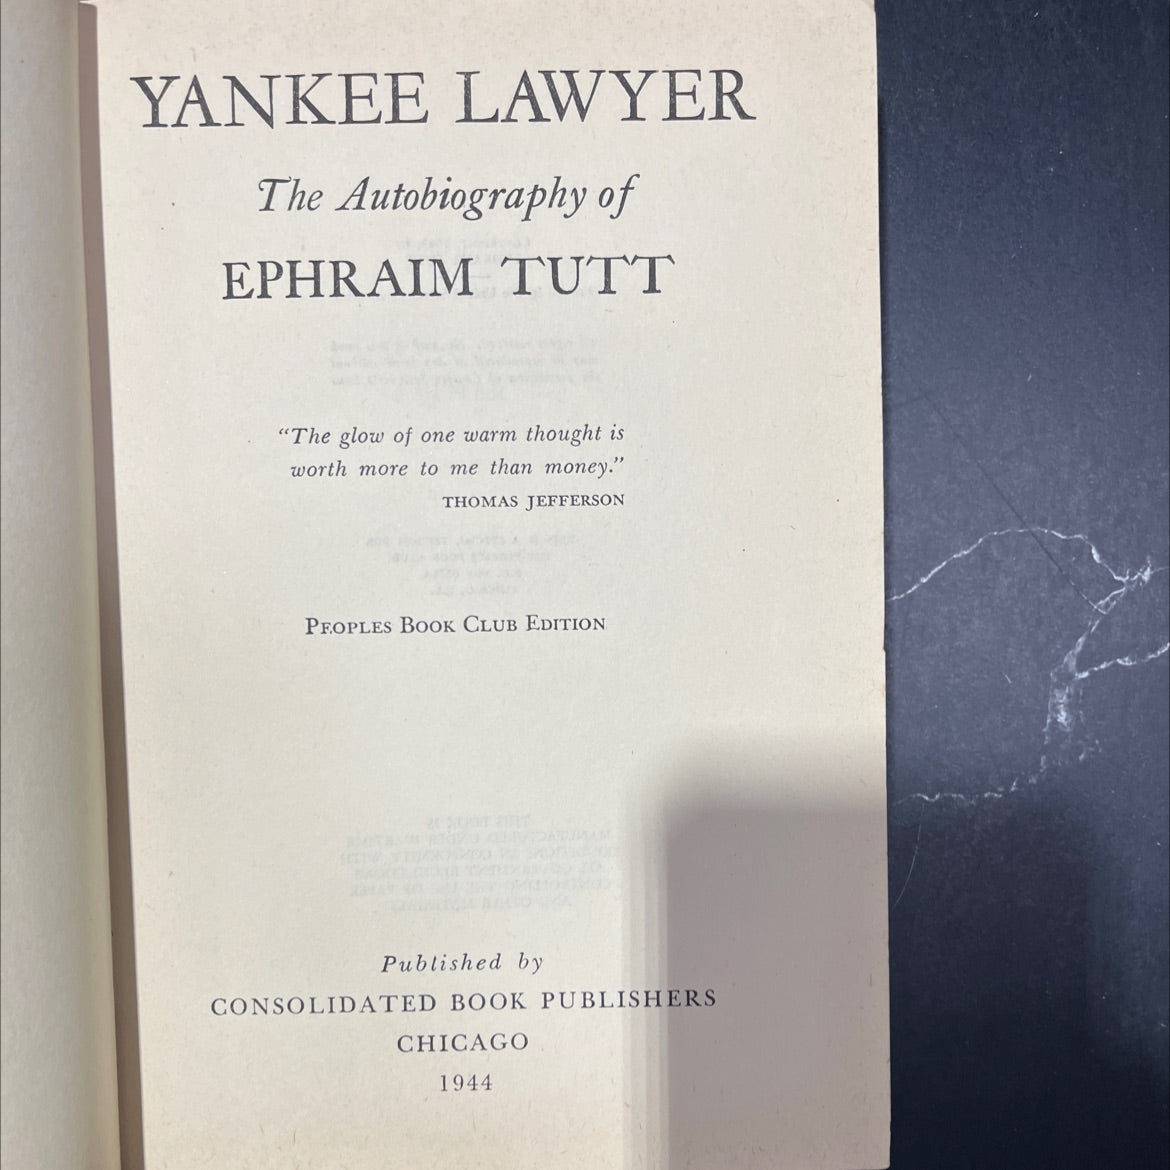 YANKEE LAWYER
The Autobiography of
EPHRAIM TUTT
“The glow of one warm thought is
worth more to me than money.”
THOMAS JEFFERSON
PEOPLES BOOK CLUB EDITION
Published by
CONSOLIDATED BOOK PUBLISHERS
CHICAGO
1944